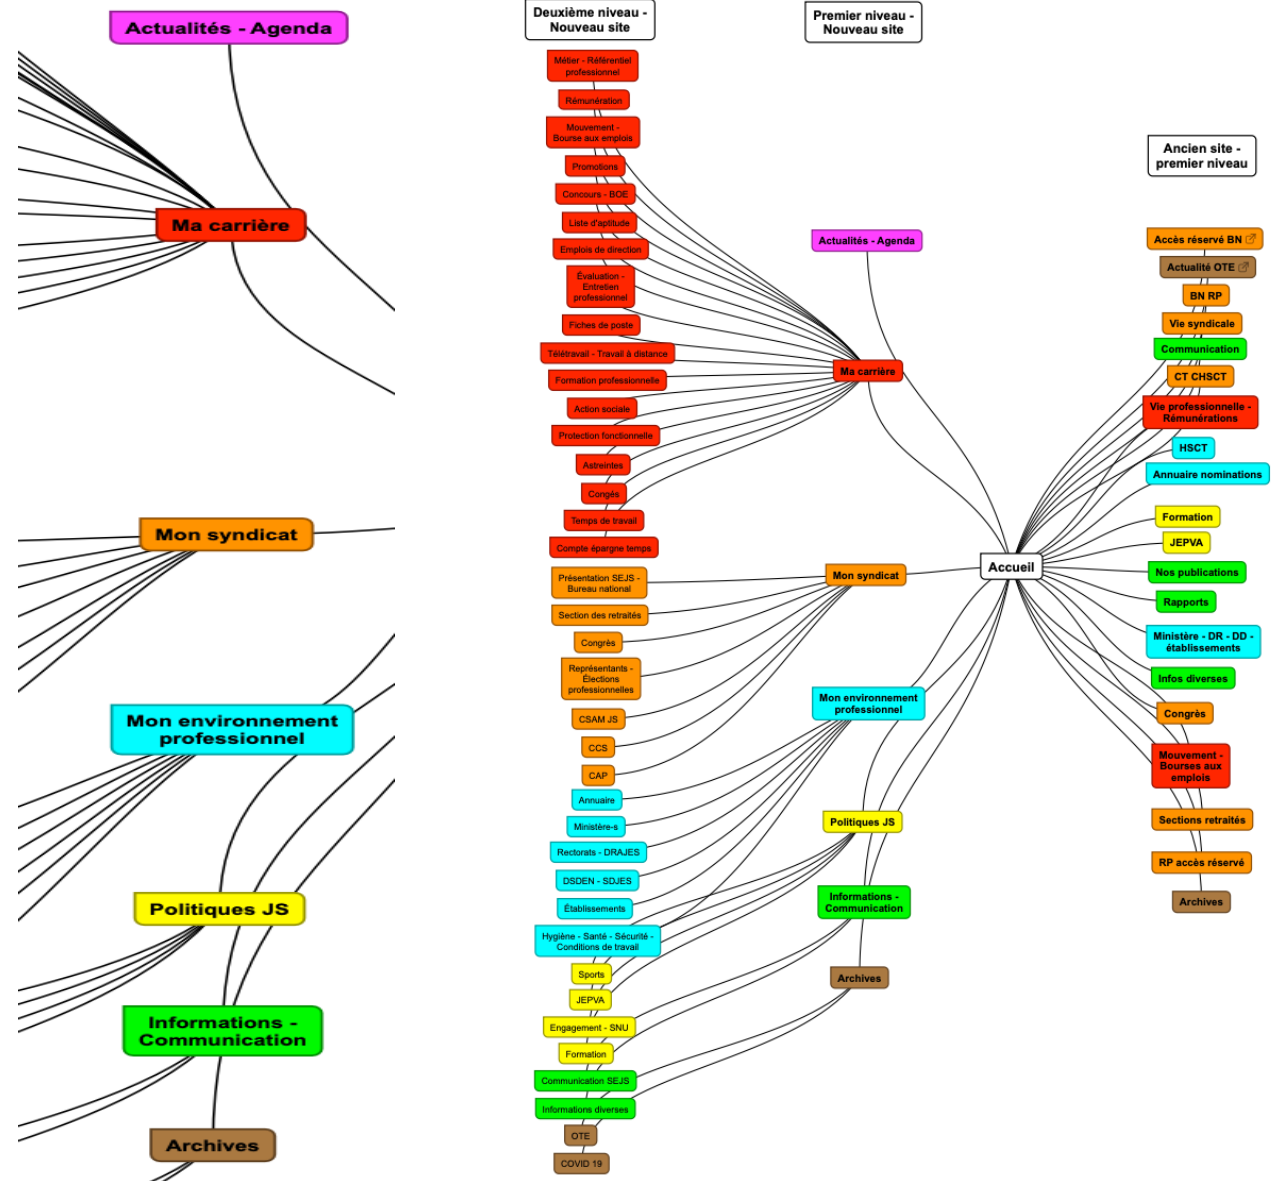 Actualités - Agenda
Ma carrière
Mon syndicat
Mon environnement
professionnel
Politiques JS
Informations -
Communication
Archives
Deuxième niveau -
Nouveau site
Métier - Référentiel
professionnel
Rémunération
Mouvement -
Bourse aux emplois
Promotions
Concours - BOE
Liste d'aptitude
Emplois de direction
Évaluation -
Entretien
professionnel
Fiches de poste
Télétravail - Travail à distance
Formation professionnelle
Action sociale
Protection fonctionnelle
Astreintes
Congés
Temps de travail
Compte épargne temps
Présentation SEJS -
Bureau national
Section des retraités
Congrès
Représentants -
Élections
professionnelles
CSAM JS
CCS
CAP
Annuaire
Ministère-s
Rectorats - DRAJES
DSDEN - SDJES
Établissements
Hygiène - Santé - Sécurité -
Conditions de travail
Sports
JEPVA
Engagement - SNU
Formation
Communication SEJS
Informations diverses
OTE
COVID 19
Premier niveau -
Nouveau site
Actualités - Agenda
Ma carrière
Mon syndicat
Mon environnement
professionnel
Politiques JS
Informations -
Communication
Archives
Accueil
Ancien site -
premier niveau
Accès réservé BN
Actualité OTE
BN RP
Vie syndicale
Communication
CT CHSCT
Vie professionnelle -
Rémunérations
HSCT
Annuaire nominations
Formation
JEPVA
Nos publications
Rapports
Ministère - DR - DD -
établissements
Infos diverses
Congrès
Mouvement -
Bourses aux
emplois
Sections retraités
RP accès réservé
Archives